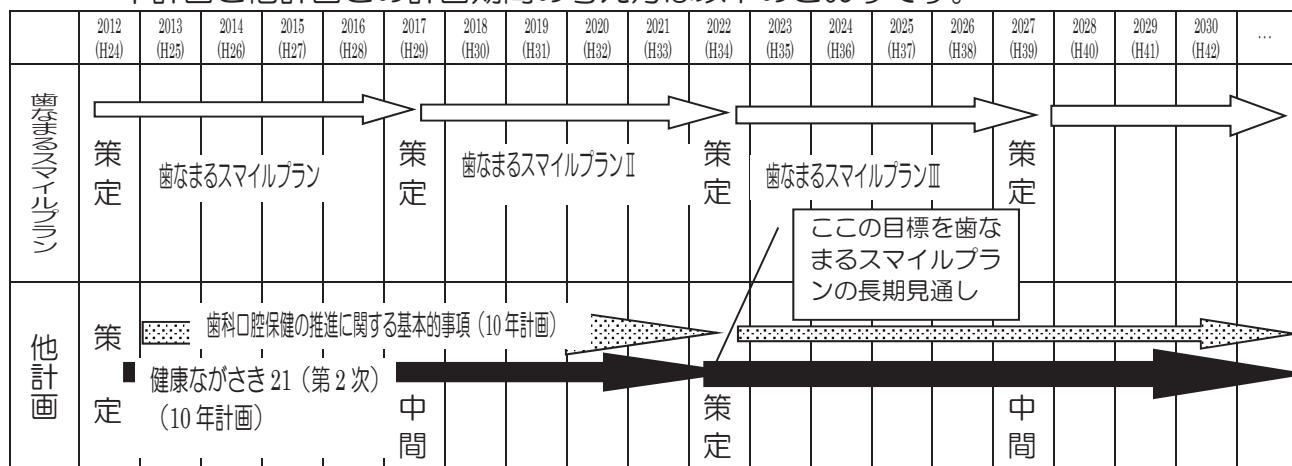 2012 2013 2014 2015 2016 2017 2018 2019 2020 2021 2022 2023 2024 2025 2026 2027 2028 2029 2030 …
(H24) (H25) (H26) (H27) (H28) (H29) (H30) (H31) (H32) (H33) (H34) (H35) (H36) (H37) (H38) (H39) (H40) (H41) (H42)
歯なまるスマイルプラン
策定
歯なまるスマイルプラン
策定
歯なまるスマイルプランⅡ
策定
歯なまるスマイルプランⅢ
策定
ここの目標を歯な
まるスマイルプラ
ンの長期見通し
他計画
策定
歯科口腔保健の推進に関する基本的事項（10年計画）
健康ながさき21（第2次）
（10年計画）
中間
策定
中間